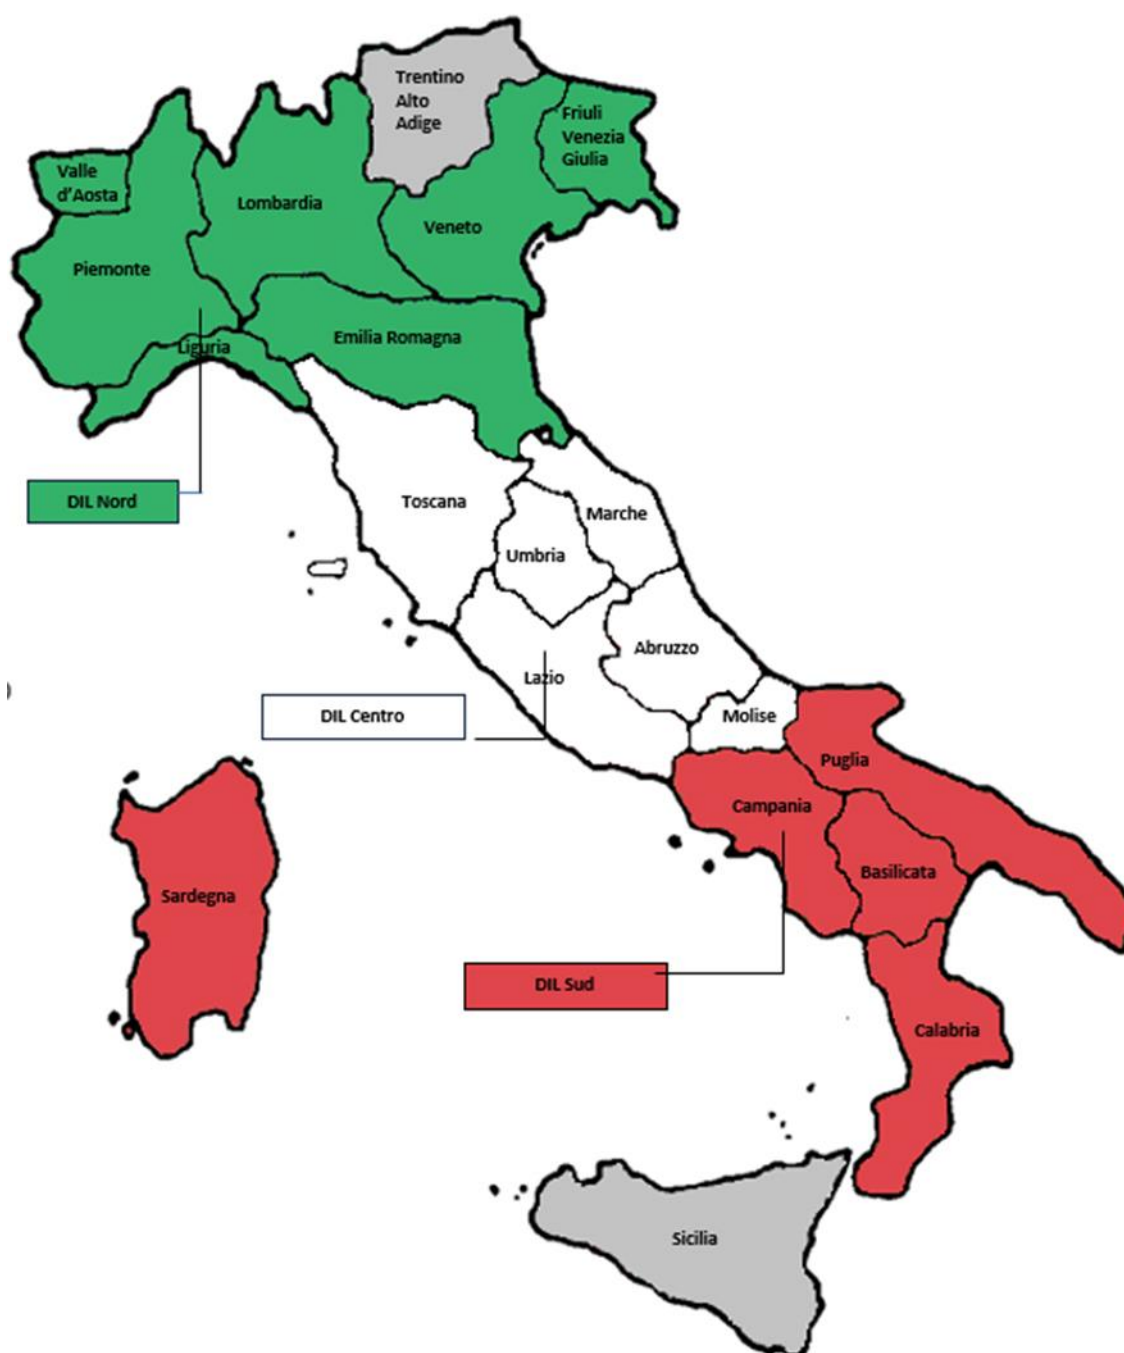 Trentino
Alto
Adige
Friuli
Venezia
Giulia
Valle
d'Aosta
Lombardia
Veneto
Piemonte
Emilia Romagna
Liguria
DIL Nord
Toscana
Marche
Umbria
Abruzzo
Lazio
DIL Centro
Molise
Puglia
Campania
Basilicata
Sardegna
DIL Sud
Calabria
Sicilia